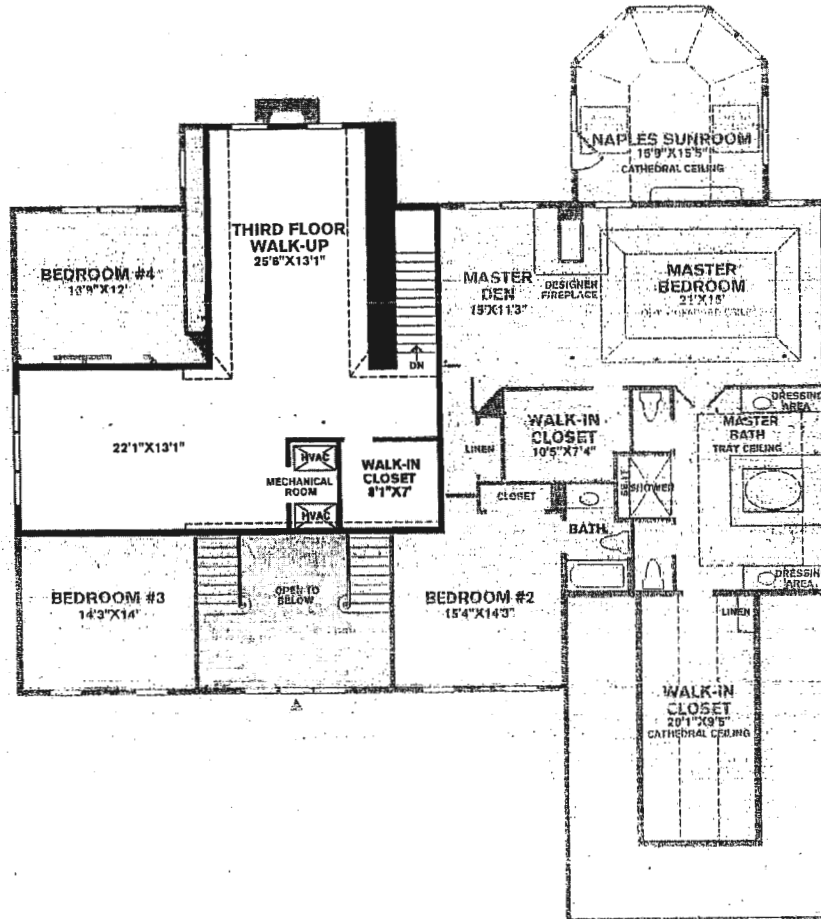 NAPLES SUNROOM
15'9"X15'5"
CATHEDRAL CEILING
THIRD FLOOR
WALK-UP
25'6"X13'1"
BEDROOM #4
X12'
MASTER
DEN
15'X11'3"
DESIGNER
FIREPLACE
MASTER
BEDROOM
21'X15'
DN
DRESSING
AREA
WALK-IN
CLOSET
10'5"X7'4"
MASTER
BATH
TRAY CEILING
LINEN
22'1"X13'1"
HVAC
MECHANICAL
ROOM
HVAC
WALK-IN
CLOSET
8'1"X7'
SEAT
SHOWER
CLOSET
BATH
DRESSING
AREA
BEDROOM #3
14'3"X14'
OPEN TO
BELOW
BEDROOM #2
15'4"X14'3"
LINEN
WALK-IN
CLOSET
20'1"X9'5"
CATHEDRAL CEILING